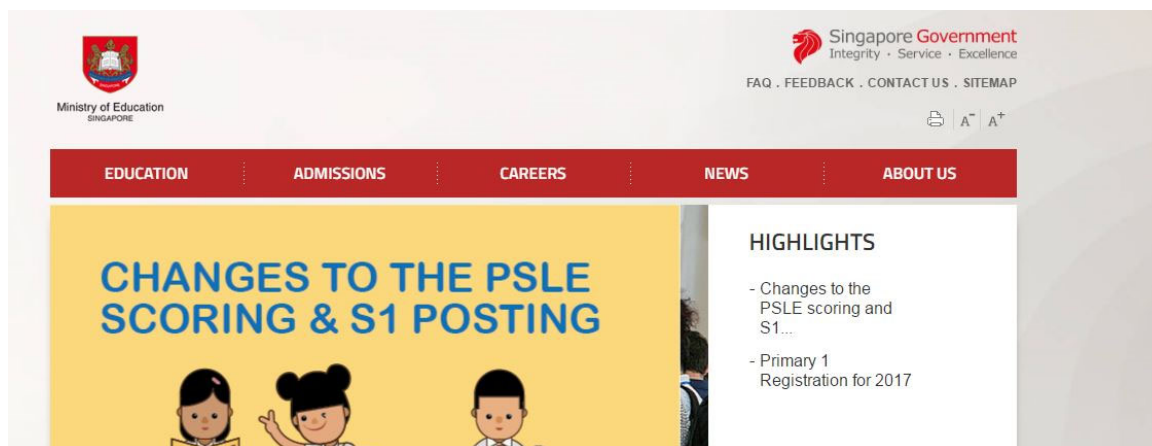 Singapore Government
Integrity · Service · Excellence
FAQ . FEEDBACK . CONTACT US . SITEMAP
Ministry of Education
SINGAPORE
A- A+
EDUCATION ADMISSIONS CAREERS NEWS ABOUT US
CHANGES TO THE PSLE
SCORING & S1 POSTING
HIGHLIGHTS
- Changes to the
PSLE scoring and
S1...
- Primary 1
Registration for 2017